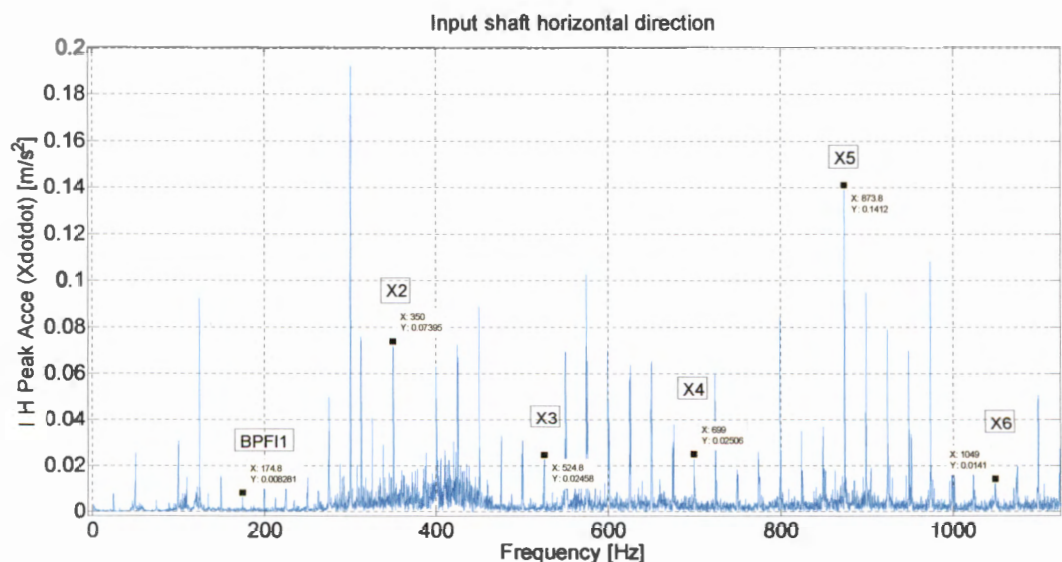 Input shaft horizontal direction
I H Peak Acce (Xdotdot) [m/s²]
0.2
0.18
0.16
0.14
0.12
0.1
0.08
0.06
0.04
0.02
0
BPFI1
X: 174.8
Y: 0.008281
X2
X: 350
Y: 0.07395
X3
X: 524.8
Y: 0.02458
X4
X: 699
Y: 0.02506
X5
X: 873.8
Y: 0.1412
X6
X: 1049
Y: 0.0141
0
200
400
600
800
1000
Frequency [Hz]